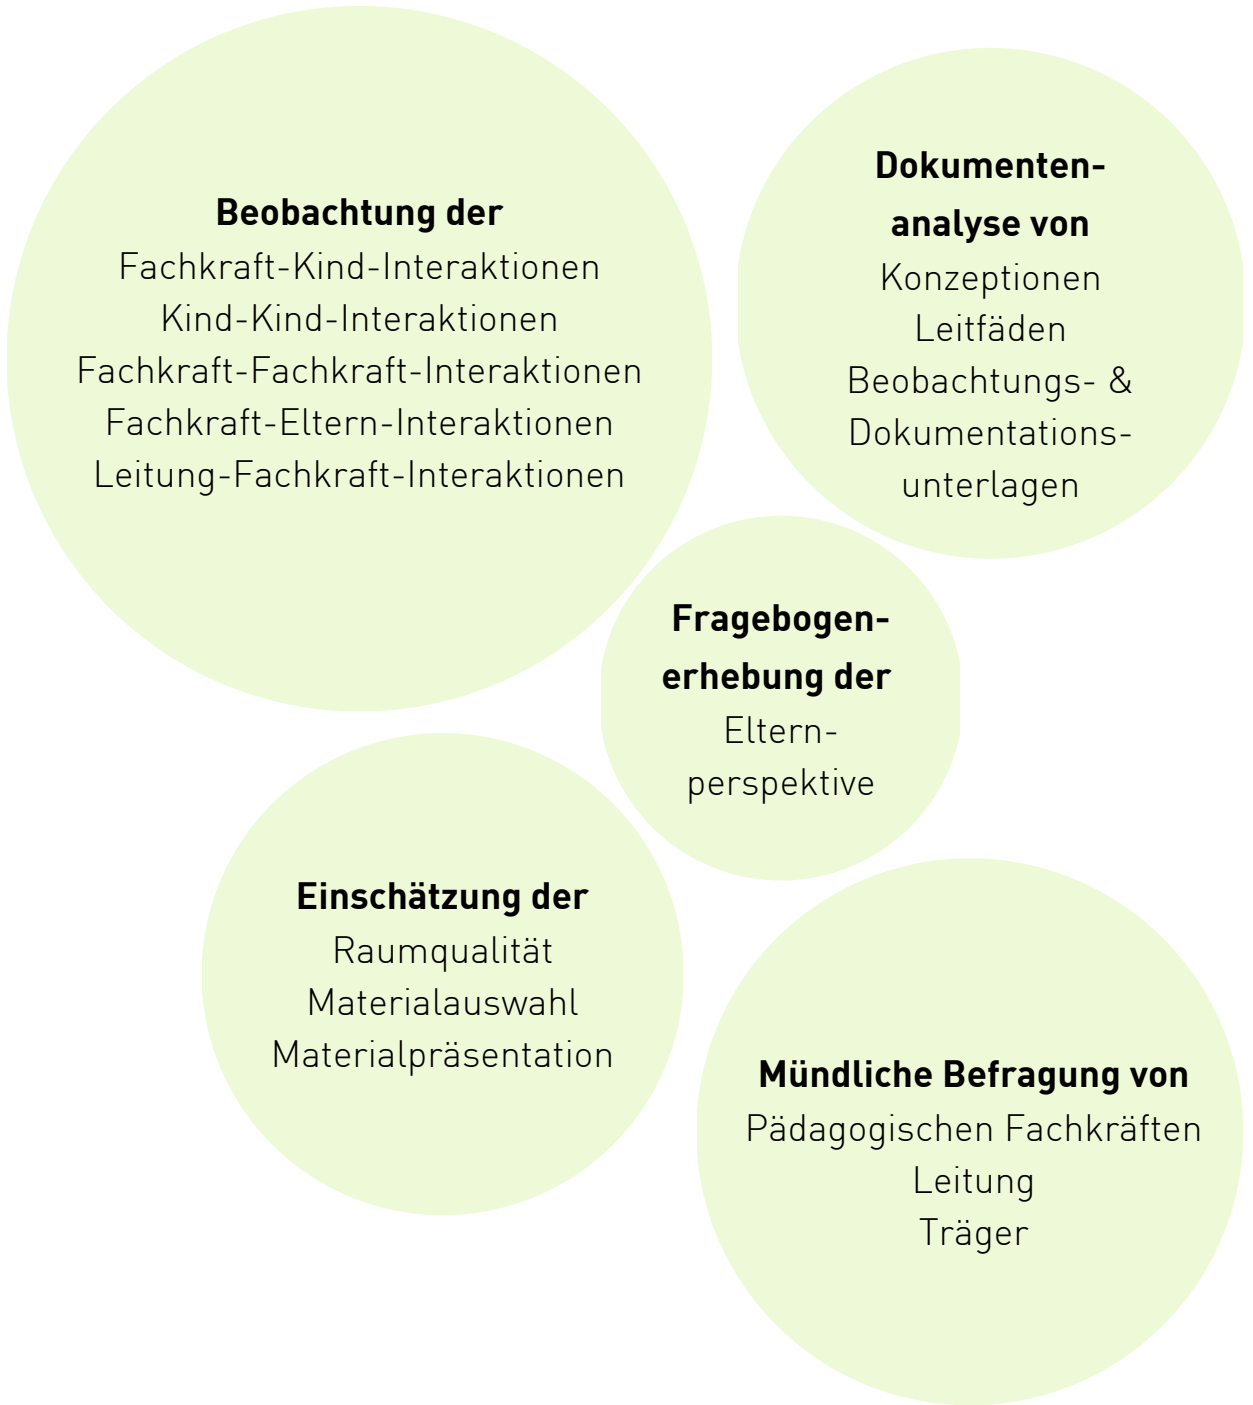 Beobachtung der
Fachkraft-Kind-Interaktionen
Kind-Kind-Interaktionen
Fachkraft-Fachkraft-Interaktionen
Fachkraft-Eltern-Interaktionen
Leitung-Fachkraft-Interaktionen
Dokumenten-
analyse von
Konzeptionen
Leitfäden
Beobachtungs- &
Dokumentations-
unterlagen
Fragebogen-
erhebung der
Eltern-
perspektive
Einschätzung der
Raumqualität
Materialauswahl
Materialpräsentation
Mündliche Befragung von
Pädagogischen Fachkräften
Leitung
Träger